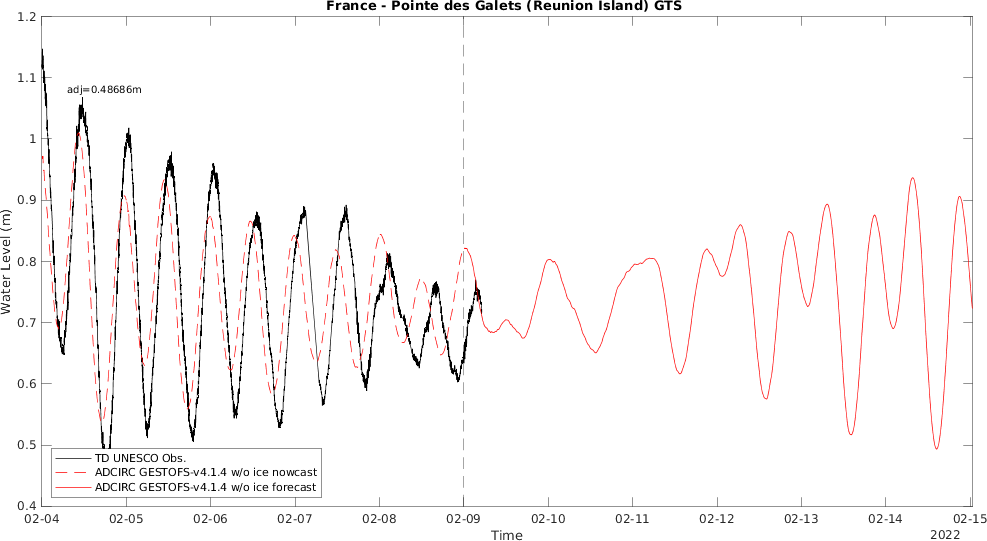 France - Pointe des Galets (Reunion Island) GTS
1.2
1.1
1
0.9
0.8
0.7
0.6
0.5
0.4
Water Level (m)
adj=0.48686m
TD UNESCO Obs.
ADCIRC GESTOFS-v4.1.4 w/o ice nowcast
ADCIRC GESTOFS-v4.1.4 w/o ice forecast
02-04 02-05 02-06 02-07 02-08 02-09 02-10 02-11 02-12 02-13 02-14 02-15
Time
2022